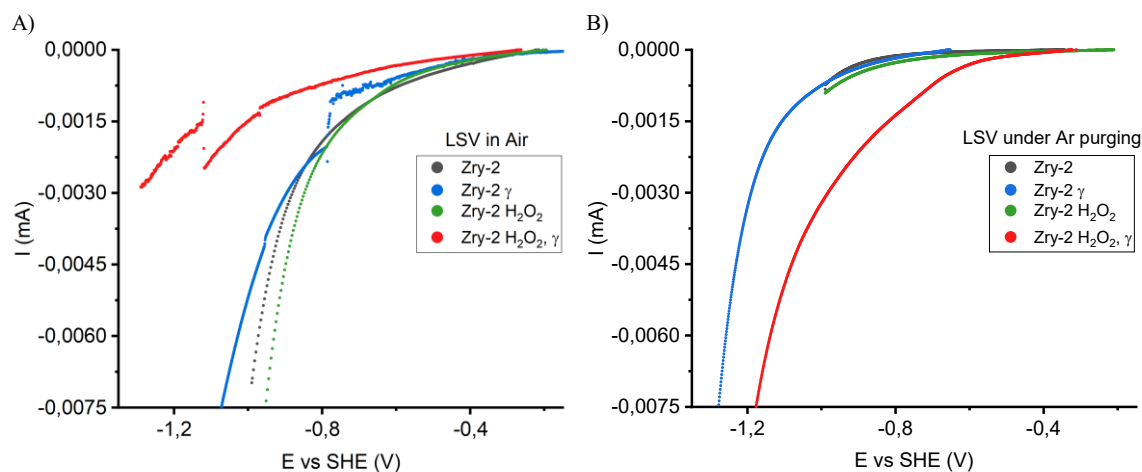 A)
0,0000
-0,0015
-0,0030
-0,0045
-0,0060
-0,0075
I (mA)
-1,2
-0,8
-0,4
E vs SHE (V)
LSV in Air
Zry-2
Zry-2 γ
Zry-2 H₂O₂
Zry-2 H₂O₂, γ
B)
0,0000
-0,0015
-0,0030
-0,0045
-0,0060
-0,0075
I (mA)
-1,2
-0,8
-0,4
E vs SHE (V)
LSV under Ar purging
Zry-2
Zry-2 γ
Zry-2 H₂O₂
Zry-2 H₂O₂, γ